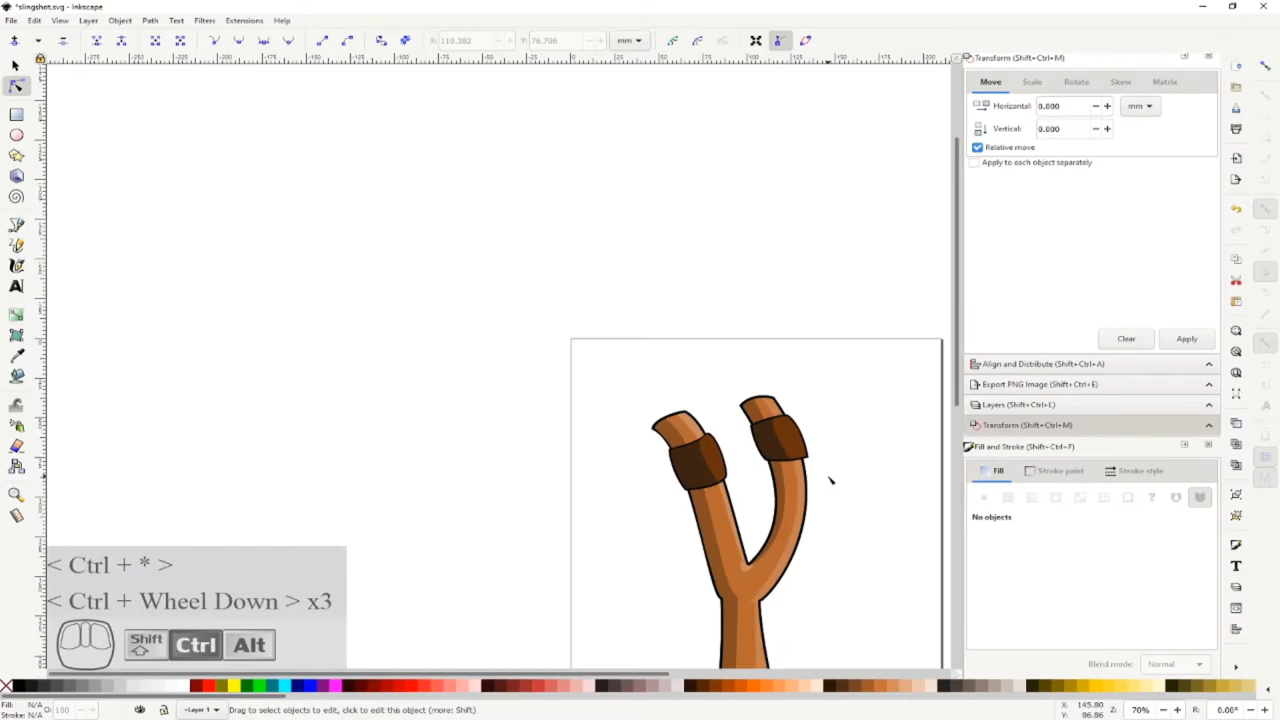 *slingshot.svg - Inkscape
File Edit View Layer Object Path Text Filters Extensions Help
X: 119.382 Y: 76.796 mm
Transform (Shift+Ctrl+M)
Move Scale Rotate Skew Matrix
Horizontal: 0.000 mm
Vertical: 0.000
Relative move
Apply to each object separately
Clear Apply
Align and Distribute (Shift+Ctrl+A)
Export PNG Image (Shift+Ctrl+E)
Layers (Shift+Ctrl+L)
Transform (Shift+Ctrl+M)
Fill and Stroke (Shift+Ctrl+F)
Fill Stroke paint Stroke style
No objects
< Ctrl + * >
< Ctrl + Wheel Down > x3
Shift Ctrl Alt
Blend mode: Normal
Fill: N/A
Stroke: N/A
O: 100
Layer 1
Drag to select objects to edit, click to edit this object (more: Shift)
X: 145.80
Y: 86.86
Z: 70% R: 0.00°